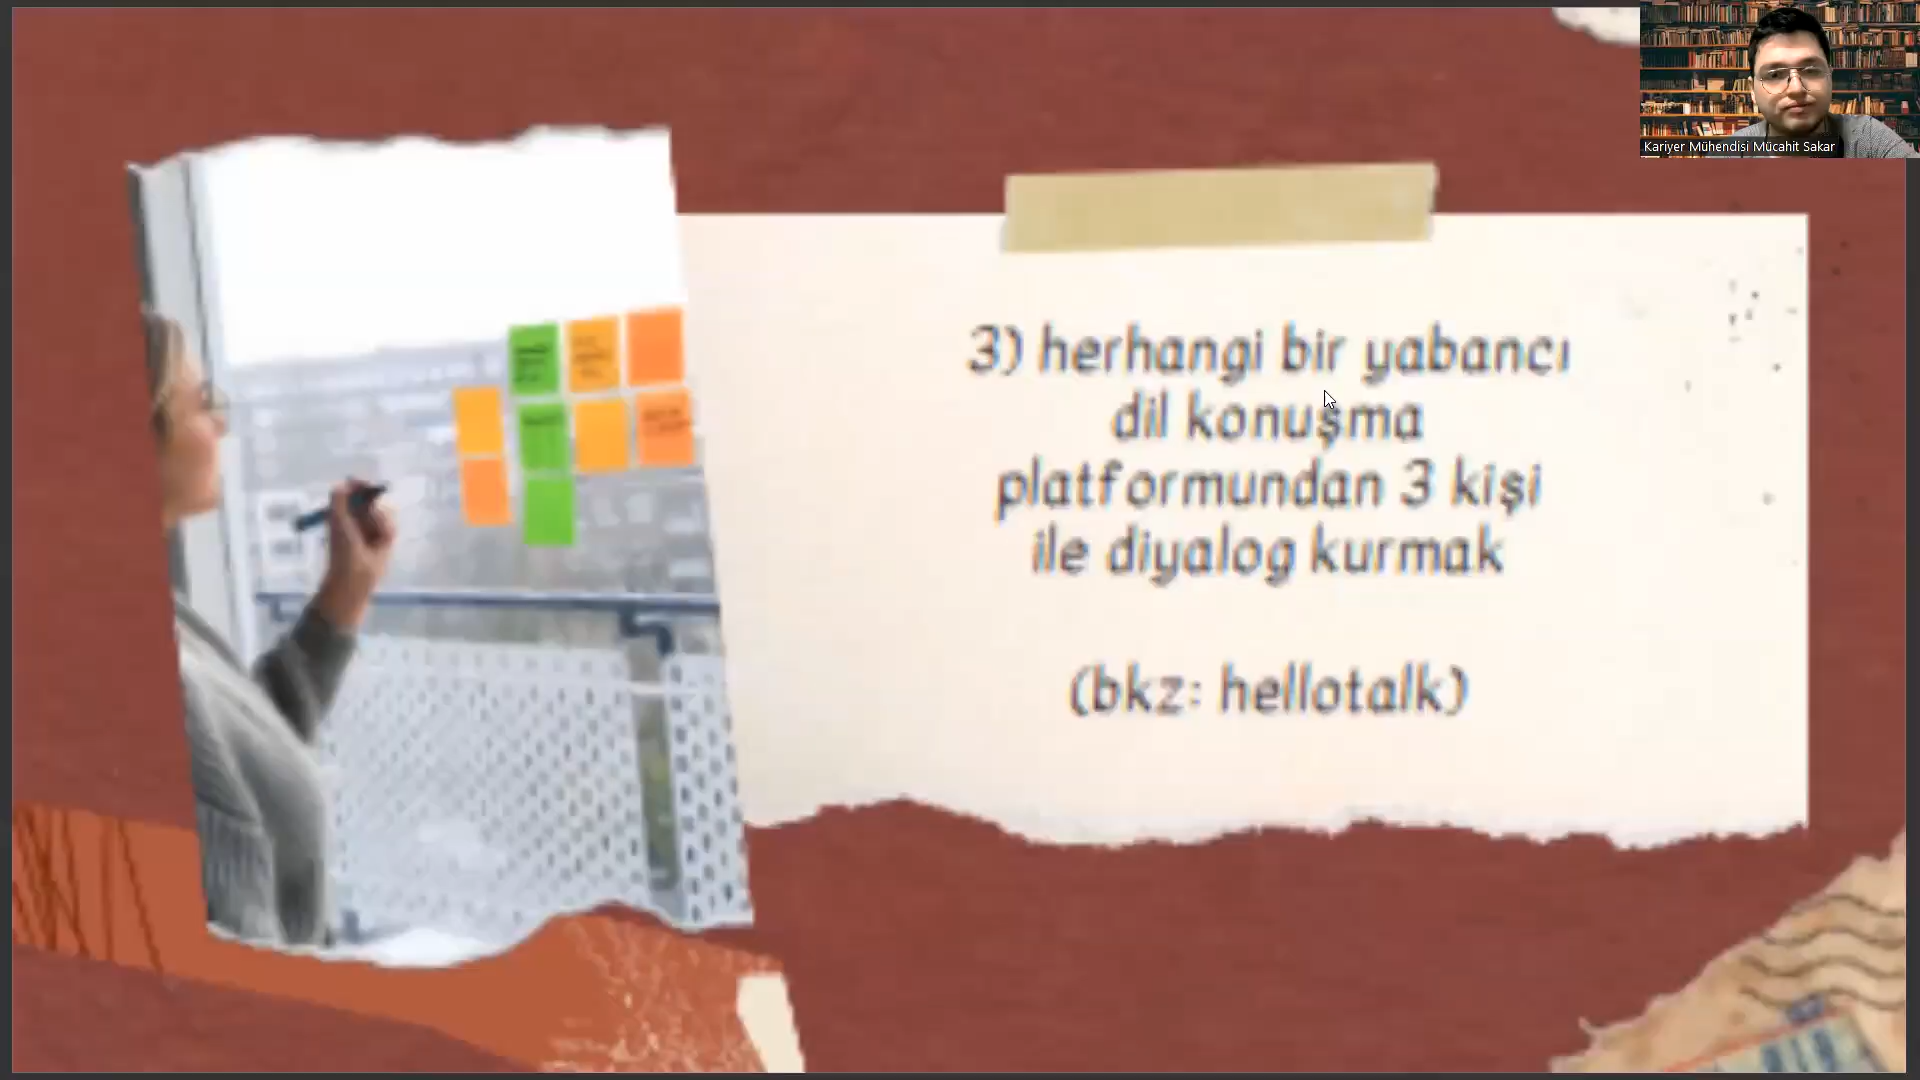 Kariyer Mühendisi Mücahit Sakar
3) herhangi bir yabancı
dil konuşma
platformundan 3 kişi
ile diyalog kurmak
(bkz: hellotalk)